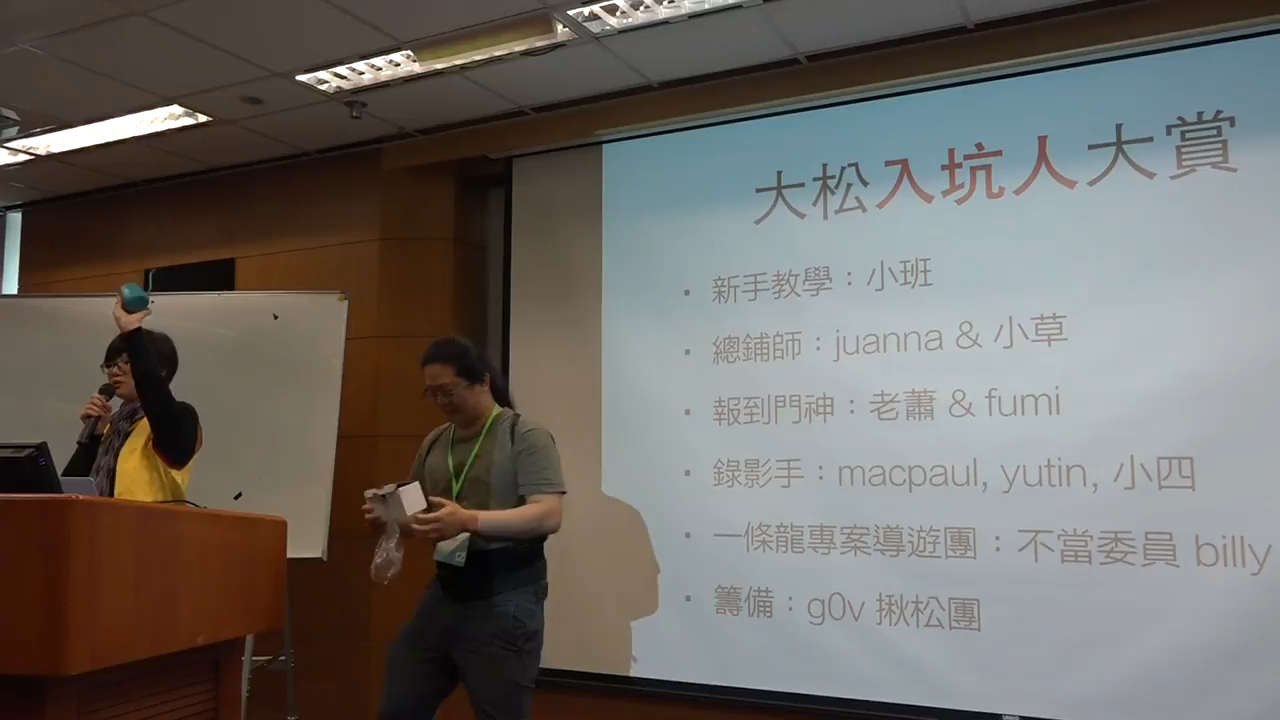 大松入坑人大賞
▪ 新手教學：小班
▪ 總鋪師：juanna & 小草
▪ 報到門神：老蕭 & fumi
▪ 錄影手：macpaul, yutin, 小四
▪ 一條龍專案導遊團：不當委員 billy
▪ 籌備：g0v 揪松團